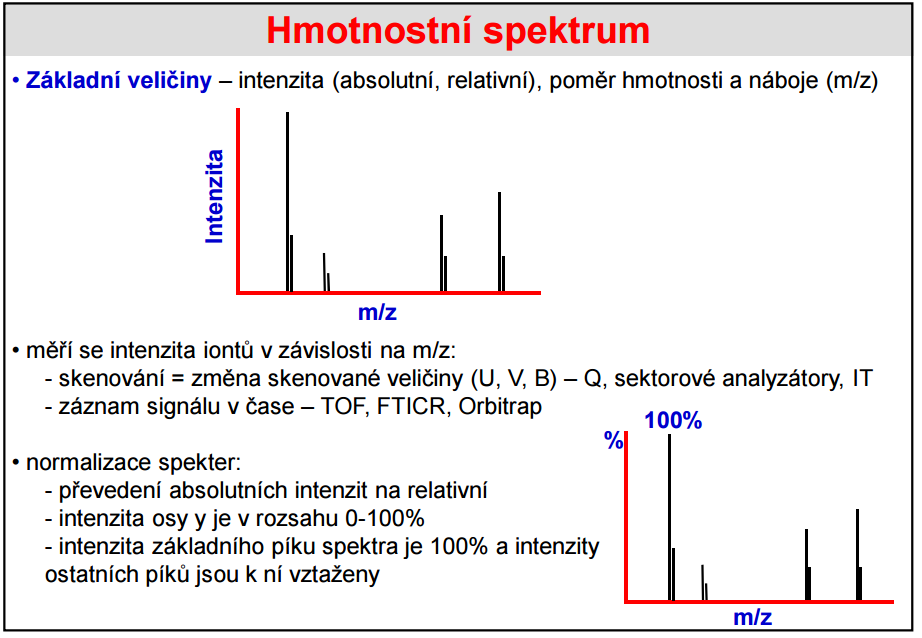 Hmotnostní spektrum
• Základní veličiny – intenzita (absolutní, relativní), poměr hmotnosti a náboje (m/z)
Intenzita
m/z
• měří se intenzita iontů v závislosti na m/z:
- skenování = změna skenované veličiny (U, V, B) – Q, sektorové analyzátory, IT
- záznam signálu v čase – TOF, FTICR, Orbitrap
• normalizace spekter:
- převedení absolutních intenzit na relativní
- intenzita osy y je v rozsahu 0-100%
- intenzita základního píku spektra je 100% a intenzity
ostatních píků jsou k ní vztaženy
100%
%
m/z